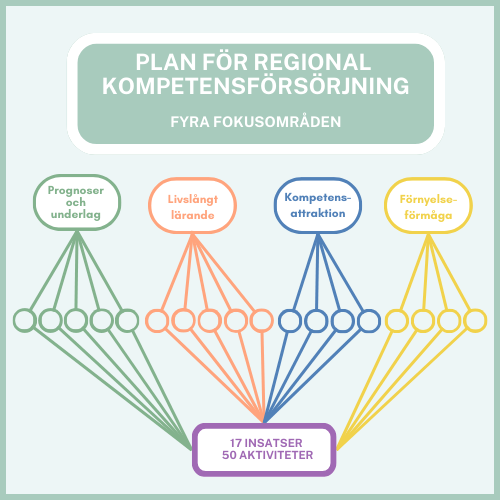 PLAN FÖR REGIONAL
KOMPETENSFÖRSÖRJNING
FYRA FOKUSOMRÅDEN
Prognoser
och
underlag
Livslångt
lärande
Kompetens-
attraktion
Förnyelse-
förmåga
17 INSATSER
50 AKTIVITETER